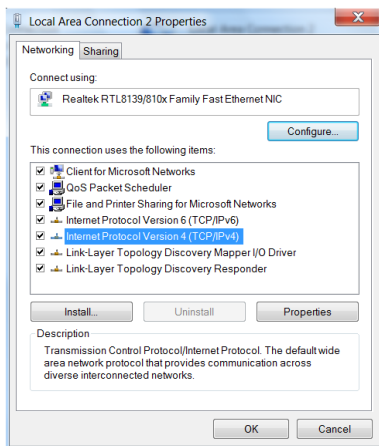 Local Area Connection 2 Properties
Networking Sharing
Connect using:
Realtek RTL8139/810x Family Fast Ethernet NIC
Configure...
This connection uses the following items:
Client for Microsoft Networks
QoS Packet Scheduler
File and Printer Sharing for Microsoft Networks
Internet Protocol Version 6 (TCP/IPv6)
Internet Protocol Version 4 (TCP/IPv4)
Link-Layer Topology Discovery Mapper I/O Driver
Link-Layer Topology Discovery Responder
Install... Uninstall Properties
Description
Transmission Control Protocol/Internet Protocol. The default wide
area network protocol that provides communication across
diverse interconnected networks.
OK Cancel